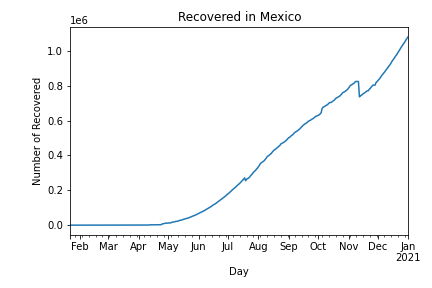 Recovered in Mexico
1e6
Number of Recovered
1.0
0.8
0.6
0.4
0.2
0.0
Feb Mar Apr May Jun Jul Aug Sep Oct Nov Dec Jan
2021
Day